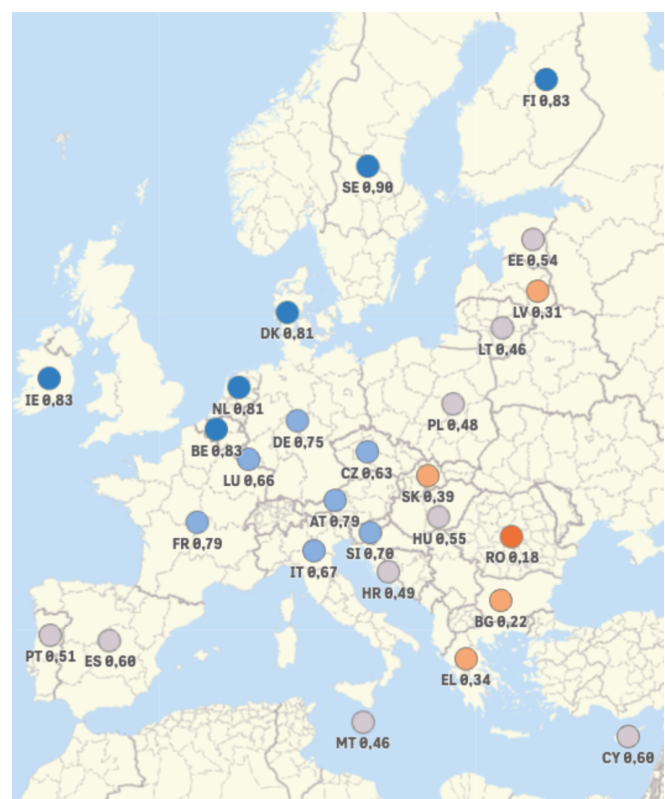 FI 0,83
SE 0,90
EE 0,54
LV 0,31
DK 0,81
LT 0,46
IE 0,83
NL 0,81
PL 0,48
DE 0,75
BE 0,83
CZ 0,63
LU 0,66
SK 0,39
AT 0,79
HU 0,55
FR 0,79
SI 0,70
RO 0,18
IT 0,67
HR 0,49
BG 0,22
PT 0,51
ES 0,60
EL 0,34
MT 0,46
CY 0,60